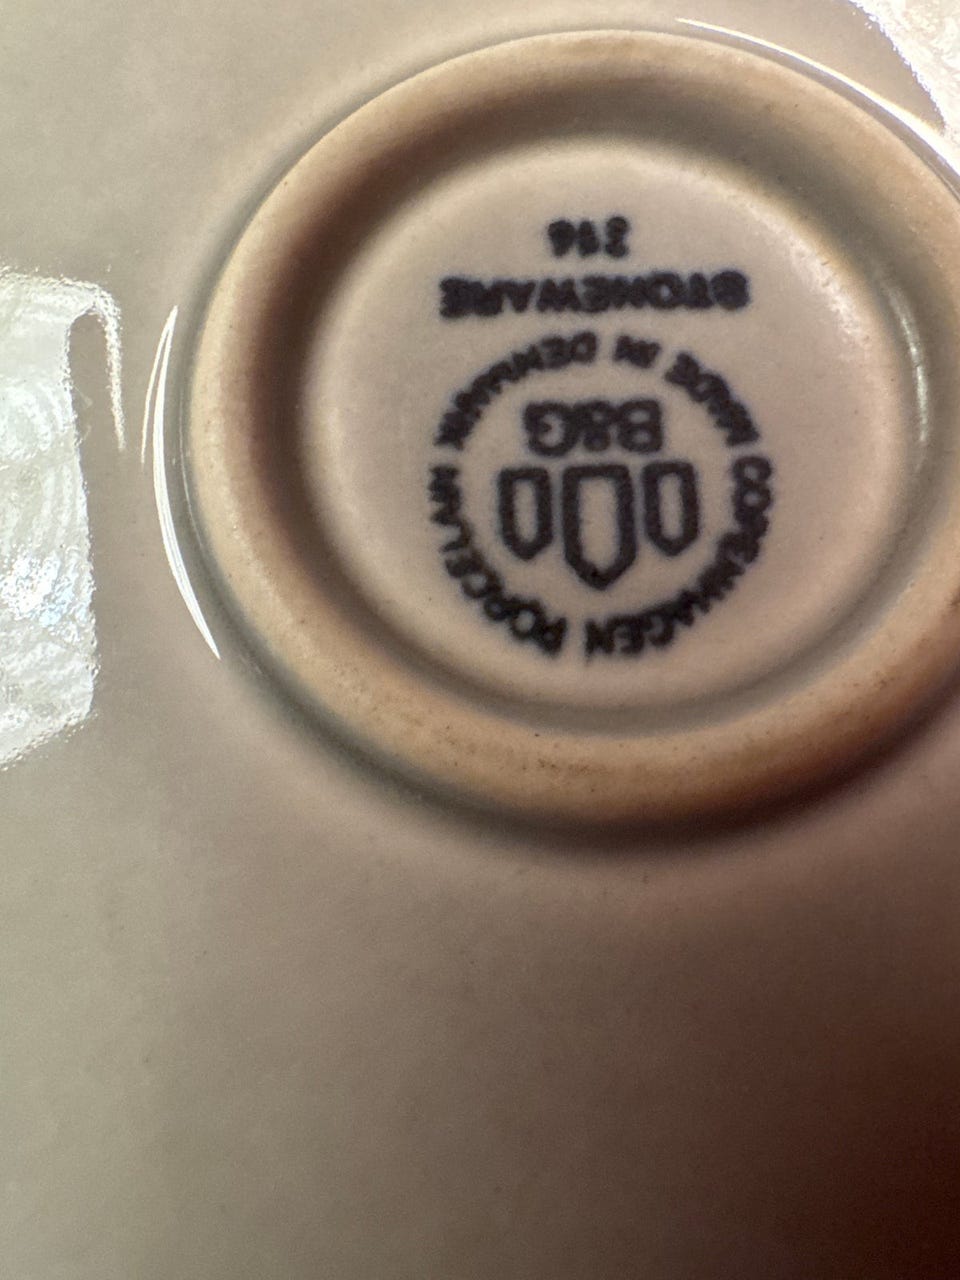 COPENHAGEN PORCELAIN
B&G
MADE IN DENMARK
STONEWARE
316